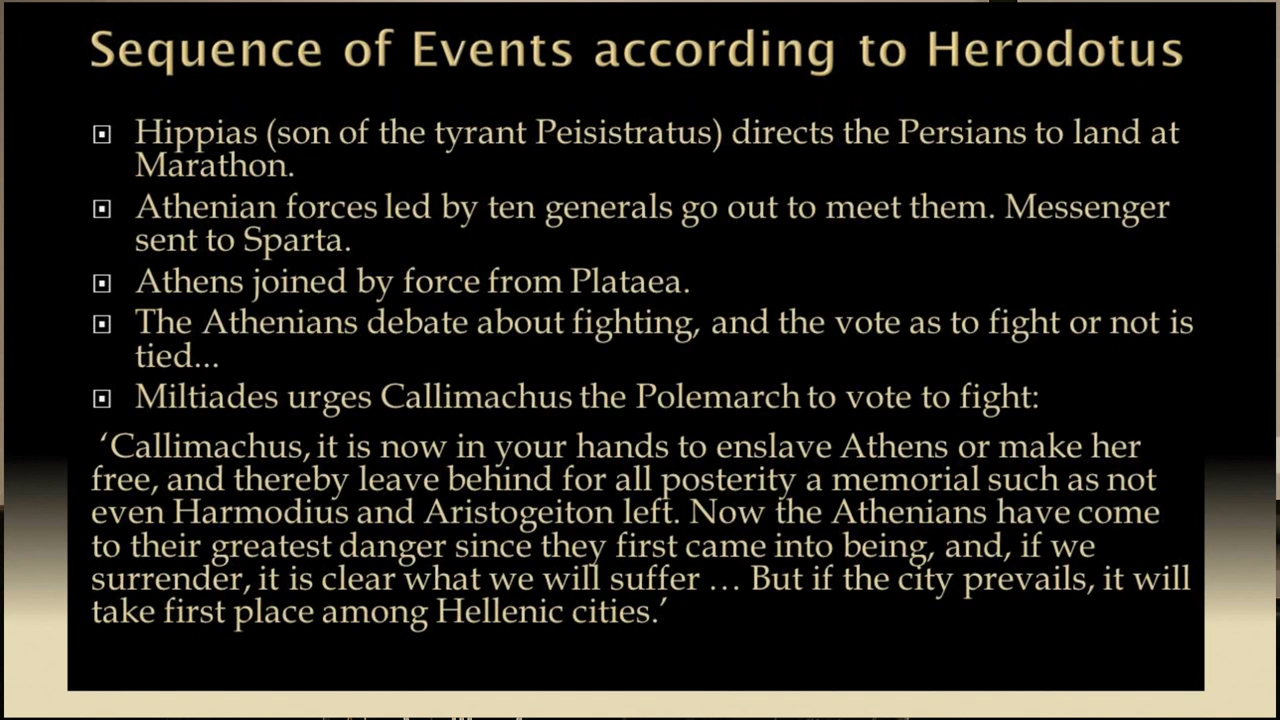 Sequence of Events according to Herodotus
Hippias (son of the tyrant Peisistratus) directs the Persians to land at
Marathon.
Athenian forces led by ten generals go out to meet them. Messenger
sent to Sparta.
Athens joined by force from Plataea.
The Athenians debate about fighting, and the vote as to fight or not is
tied...
Miltiades urges Callimachus the Polemarch to vote to fight:
‘Callimachus, it is now in your hands to enslave Athens or make her
free, and thereby leave behind for all posterity a memorial such as not
even Harmodius and Aristogeiton left. Now the Athenians have come
to their greatest danger since they first came into being, and, if we
surrender, it is clear what we will suffer … But if the city prevails, it will
take first place among Hellenic cities.’